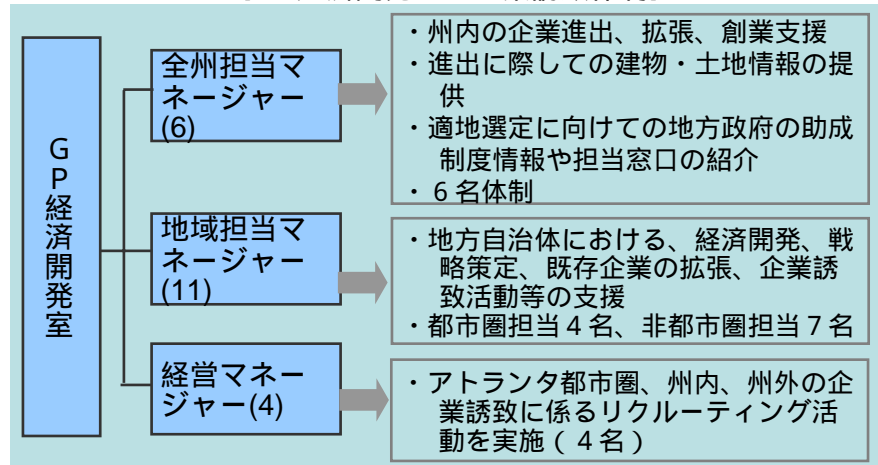 GP経済開発室
全州担当マ
ネージャー
(6)
・州内の企業進出、拡張、創業支援
・進出に際しての建物・土地情報の提
供
・適地選定に向けての地方政府の助成
制度情報や担当窓口の紹介
・６名体制
地域担当マ
ネージャー
(11)
・地方自治体における、経済開発、戦
略策定、既存企業の拡張、企業誘
致活動等の支援
・都市圏担当４名、非都市圏担当７名
経営マネー
ジャー(4)
・アトランタ都市圏、州内、州外の企
業誘致に係るリクルーティング活
動を実施（４名）